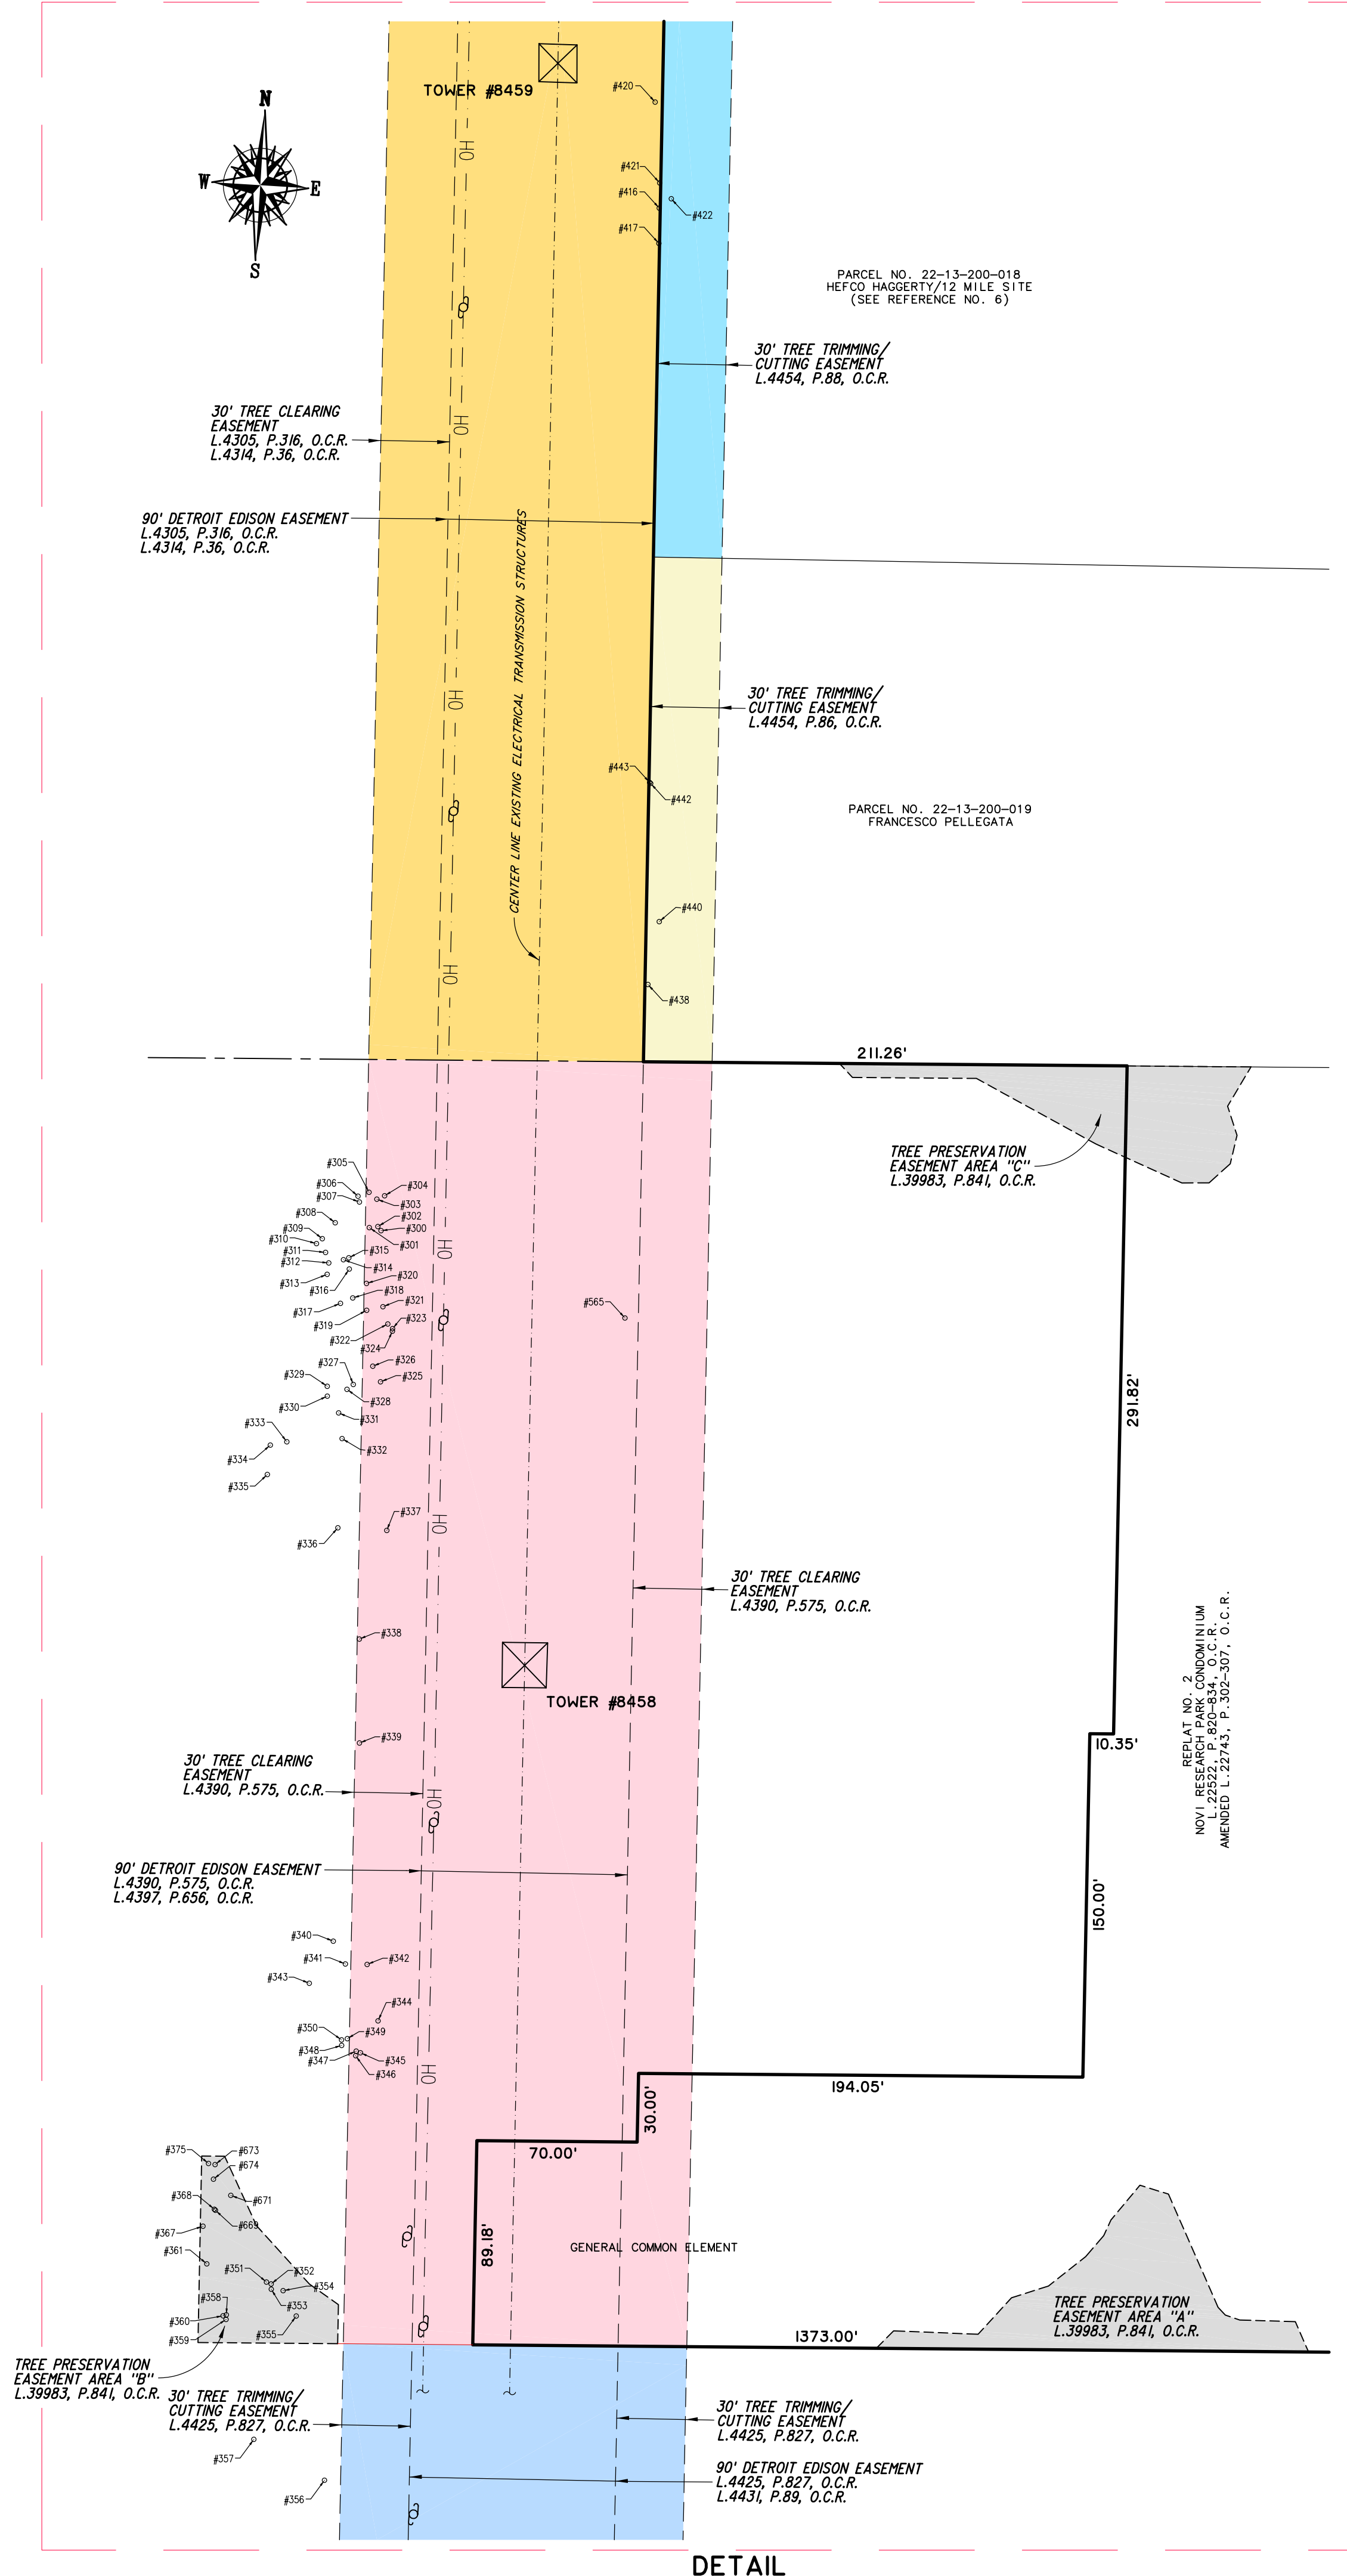 TOWER #8459
#420
N
W
E
S
#421
#416
#422
#417
HO
PARCEL NO. 22-13-200-018
HEFCO HAGGERTY/12 MILE SITE
(SEE REFERENCE NO. 6)
30' TREE TRIMMING/
CUTTING EASEMENT
L.4454, P.88, O.C.R.
30' TREE CLEARING
EASEMENT
L.4305, P.316, O.C.R.
L.4314, P.36, O.C.R.
HO
90' DETROIT EDISON EASEMENT
L.4305, P.316, O.C.R.
L.4314, P.36, O.C.R.
CENTER LINE EXISTING ELECTRICAL TRANSMISSION STRUCTURES
HO
30' TREE TRIMMING/
CUTTING EASEMENT
L.4454, P.86, O.C.R.
#443
#442
PARCEL NO. 22-13-200-019
FRANCESCO PELLEGATA
#440
HO
#438
211.26'
TREE PRESERVATION
EASEMENT AREA "C"
L.39983, P.841, O.C.R.
#305
#306
#304
#307
#303
#308
#302
#309
#300
#310
#301
HO
#311
#315
#312
#314
#313
#320
#316
#318
#317
#321
#565
#319
#323
#322
#324
#326
#327
#329
#325
#330
#328
#331
#333
#332
#334
#335
291.82'
#337
HO
#336
30' TREE CLEARING
EASEMENT
L.4390, P.575, O.C.R.
#338
TOWER #8458
REPLAT NO. 2
NOVI RESEARCH PARK CONDOMINIUM
L.22522, P.820-834, O.C.R.
AMENDED L.22743, P.302-307, O.C.R.
#339
10.35'
30' TREE CLEARING
EASEMENT
L.4390, P.575, O.C.R.
HO
90' DETROIT EDISON EASEMENT
L.4390, P.575, O.C.R.
L.4397, P.656, O.C.R.
150.00'
#340
#341
#342
#343
#344
#350
#349
#348
#347
#345
#346
HO
194.05'
30.00'
70.00'
#375
#673
#674
#368
#671
#367
#669
89.18'
GENERAL COMMON ELEMENT
#361
#351
#352
#354
#358
#353
#360
#355
#359
TREE PRESERVATION
EASEMENT AREA "A"
L.39983, P.841, O.C.R.
1373.00'
TREE PRESERVATION
EASEMENT AREA "B"
L.39983, P.841, O.C.R.
30' TREE TRIMMING/
CUTTING EASEMENT
L.4425, P.827, O.C.R.
30' TREE TRIMMING/
CUTTING EASEMENT
L.4425, P.827, O.C.R.
#357
90' DETROIT EDISON EASEMENT
L.4425, P.827, O.C.R.
L.4431, P.89, O.C.R.
#356
DETAIL